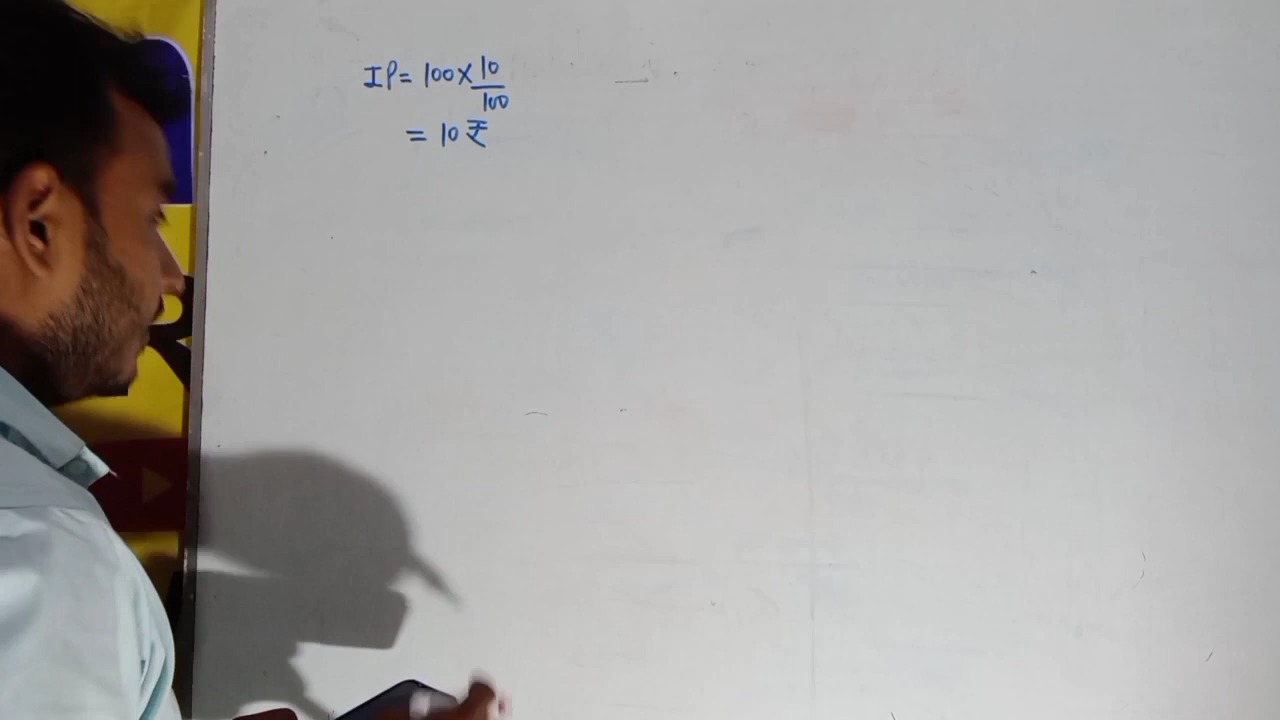 IP = 100 × 10/100
= 10 ₹